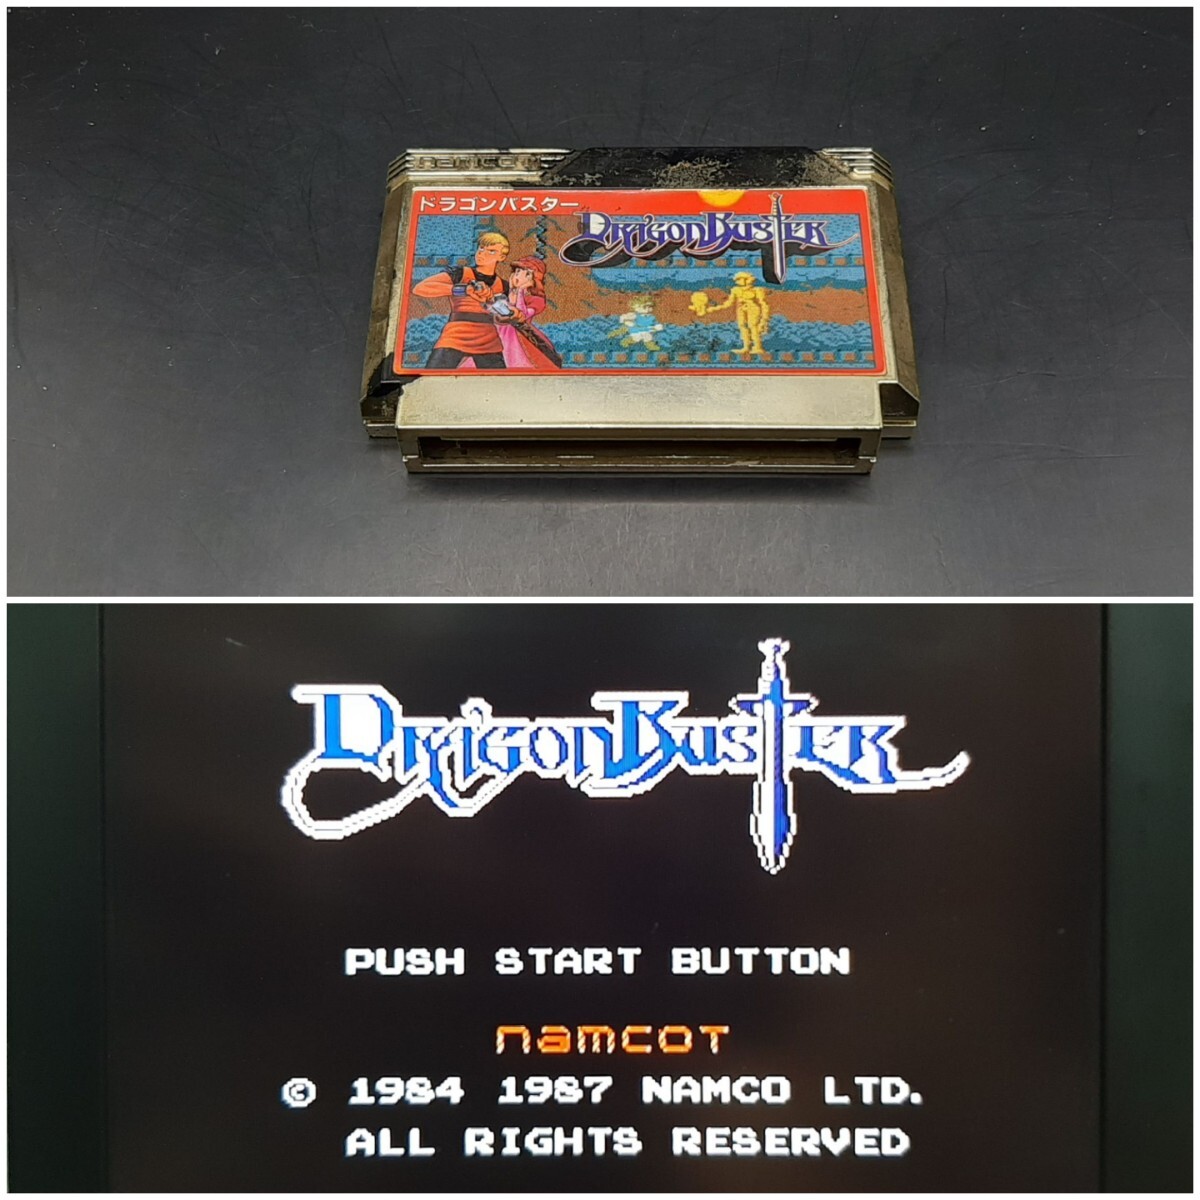 namcot
ドラゴンバスター
DRAGON BUSTER
DRAGON BUSTER
PUSH START BUTTON
namcot
© 1984 1987 NAMCO LTD.
ALL RIGHTS RESERVED